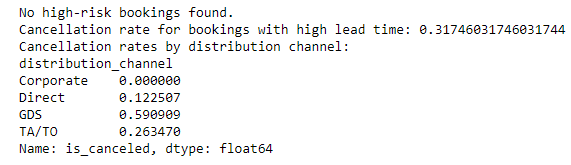 No high-risk bookings found.
Cancellation rate for bookings with high lead time: 0.31746031746031744
Cancellation rates by distribution channel:
distribution_channel
Corporate    0.000000
Direct       0.122507
GDS          0.590909
TA/TO        0.263470
Name: is_canceled, dtype: float64